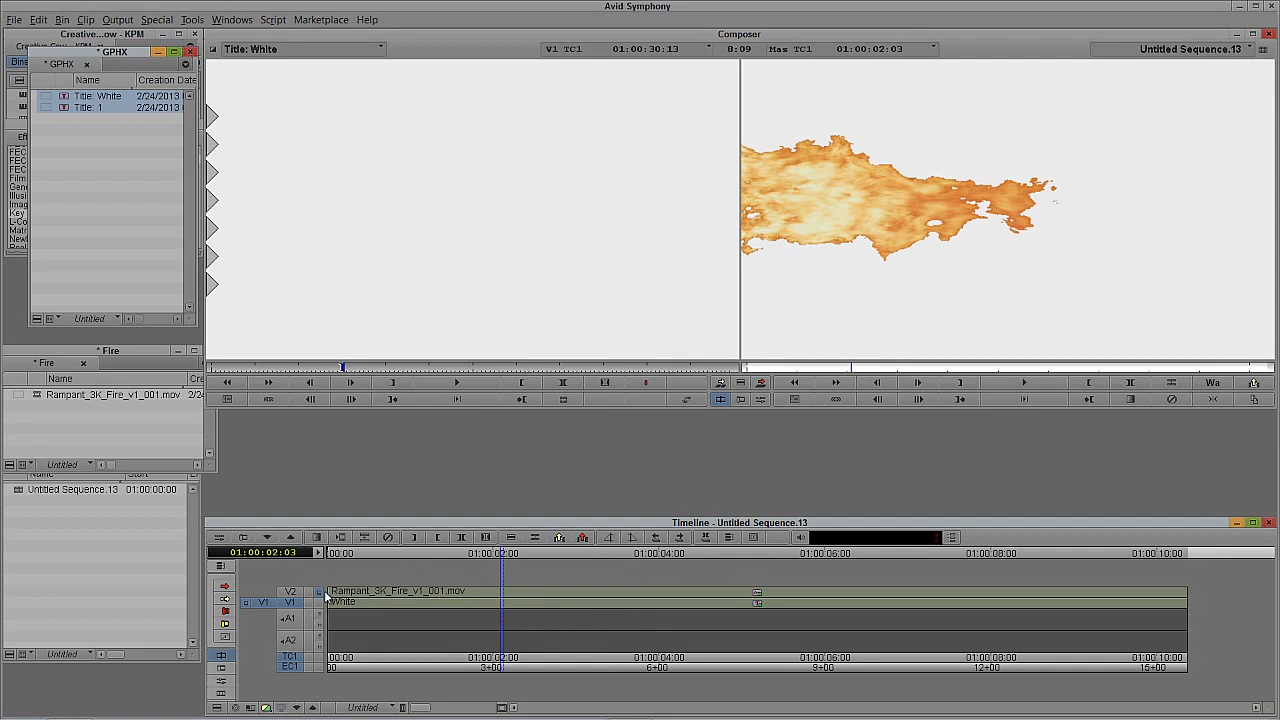 Avid Symphony
File Edit Bin Clip Output Special Tools Windows Script Marketplace Help
Creative...ow - KPM
Composer
* GPHX
Title: White
V1 TC1 01:00:30:13
8:09 Mas TC1 01:00:02:03
Untitled Sequence.13
* GPHX
Name Creation Date
Title: White 2/24/2013
Title: 1 2/24/2013
FEC
FEC
FEC
Film
Gene
Illusi
Imag
Key
L-Co
Matr
Untitled
* Fire
* Fire
Name
Rampant_3K_Fire_v1_001.mov 2/2
Untitled
Name Start
Untitled Sequence.13 01:00:00:00
Untitled
Wa
Timeline - Untitled Sequence.13
01:00:02:03
00:00 01:00:02:00 01:00:04:00 01:00:06:00 01:00:08:00 01:00:10:00
V2 Rampant_3K_Fire_v1_001.mov
V1 V1 White
A1
A2
TC1 00:00 01:00:02:00 01:00:04:00 01:00:06:00 01:00:08:00 01:00:10:00
EC1 00 3+00 6+00 9+00 12+00 15+00
Untitled